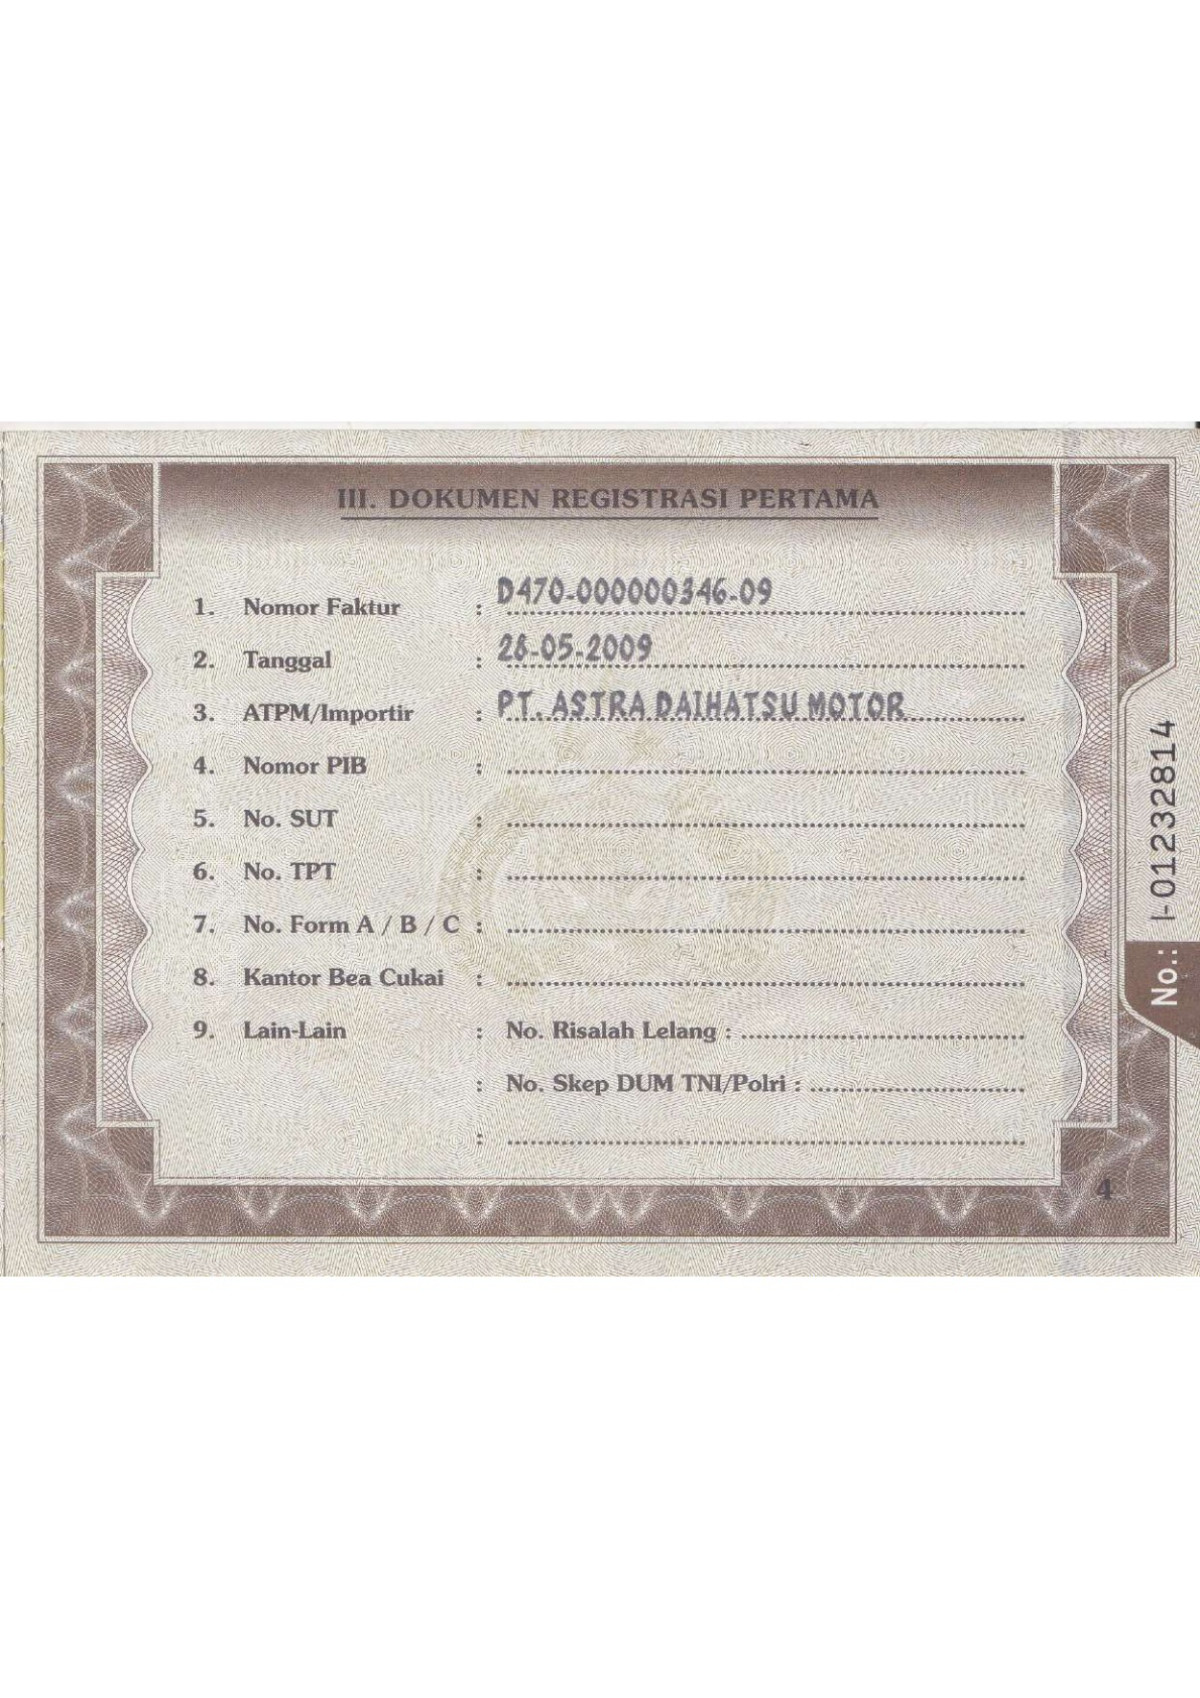 III. DOKUMEN REGISTRASI PERTAMA
1. Nomor Faktur : D470-000000346-09
2. Tanggal : 28-05-2009
3. ATPM/Importir : PT. ASTRA DAIHATSU MOTOR
4. Nomor PIB :
5. No. SUT :
6. No. TPT :
7. No. Form A / B / C :
8. Kantor Bea Cukai :
9. Lain-Lain : No. Risalah Lelang :
: No. Skep DUM TNI/Polri :
:
4
No.: I-01232814